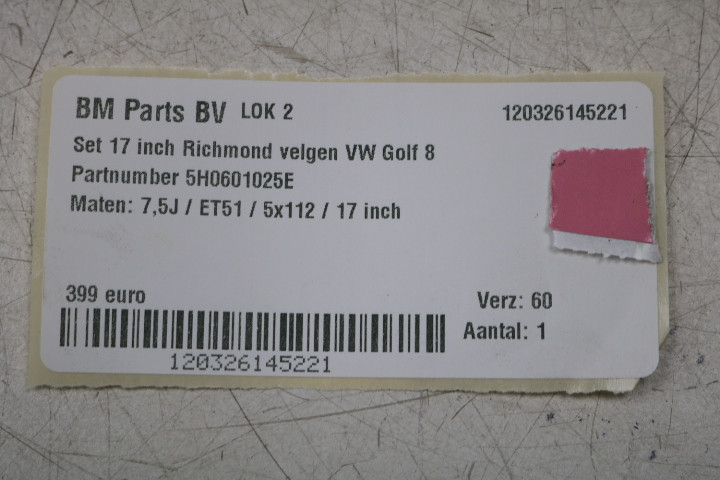 BM Parts BV LOK 2 120326145221
Set 17 inch Richmond velgen VW Golf 8
Partnumber 5H0601025E
Maten: 7,5J / ET51 / 5x112 / 17 inch
399 euro Verz: 60
Aantal: 1
120326145221